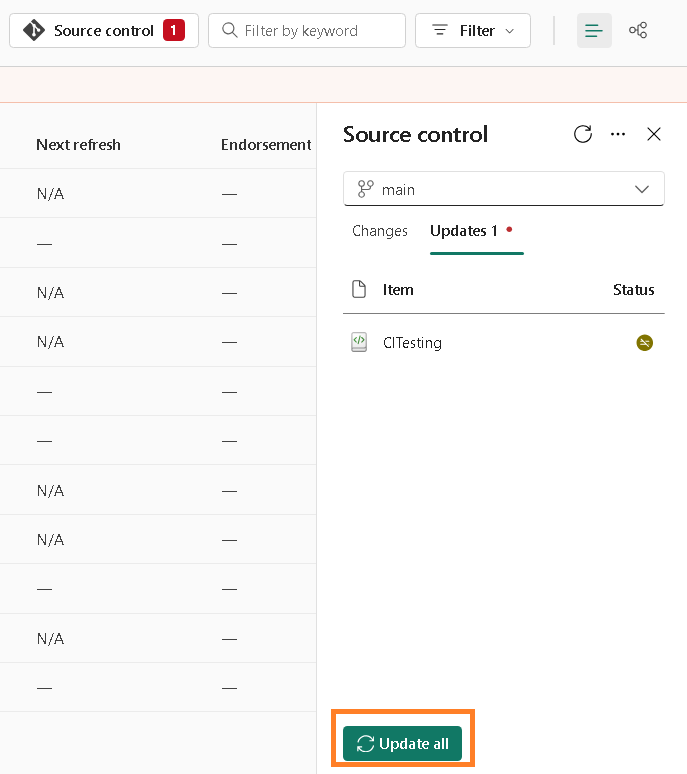 Source control 1 Filter by keyword Filter
Source control
main
Changes Updates 1
Item Status
CITesting
Update all
Next refresh Endorsement
N/A —
— —
N/A —
N/A —
— —
— —
N/A —
N/A —
— —
N/A —
— —